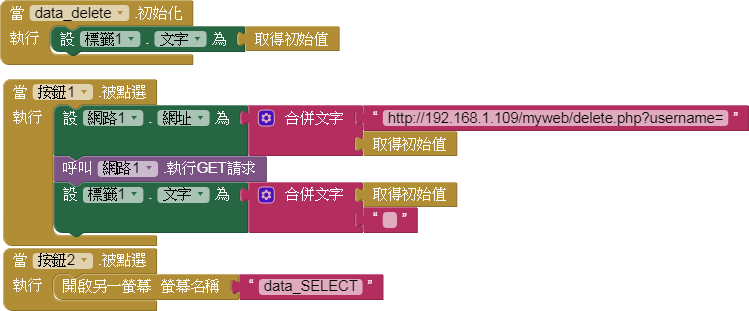 當 data_delete .初始化
執行 設 標籤1 . 文字 為 取得初始值
當 按鈕1 .被點選
執行 設 網路1 . 網址 為 合併文字 “ http://192.168.1.109/myweb/delete.php?username= ”
取得初始值
呼叫 網路1 .執行GET請求
設 標籤1 . 文字 為 合併文字 取得初始值
“ ”
當 按鈕2 .被點選
執行 開啟另一螢幕 螢幕名稱 “ data_SELECT ”